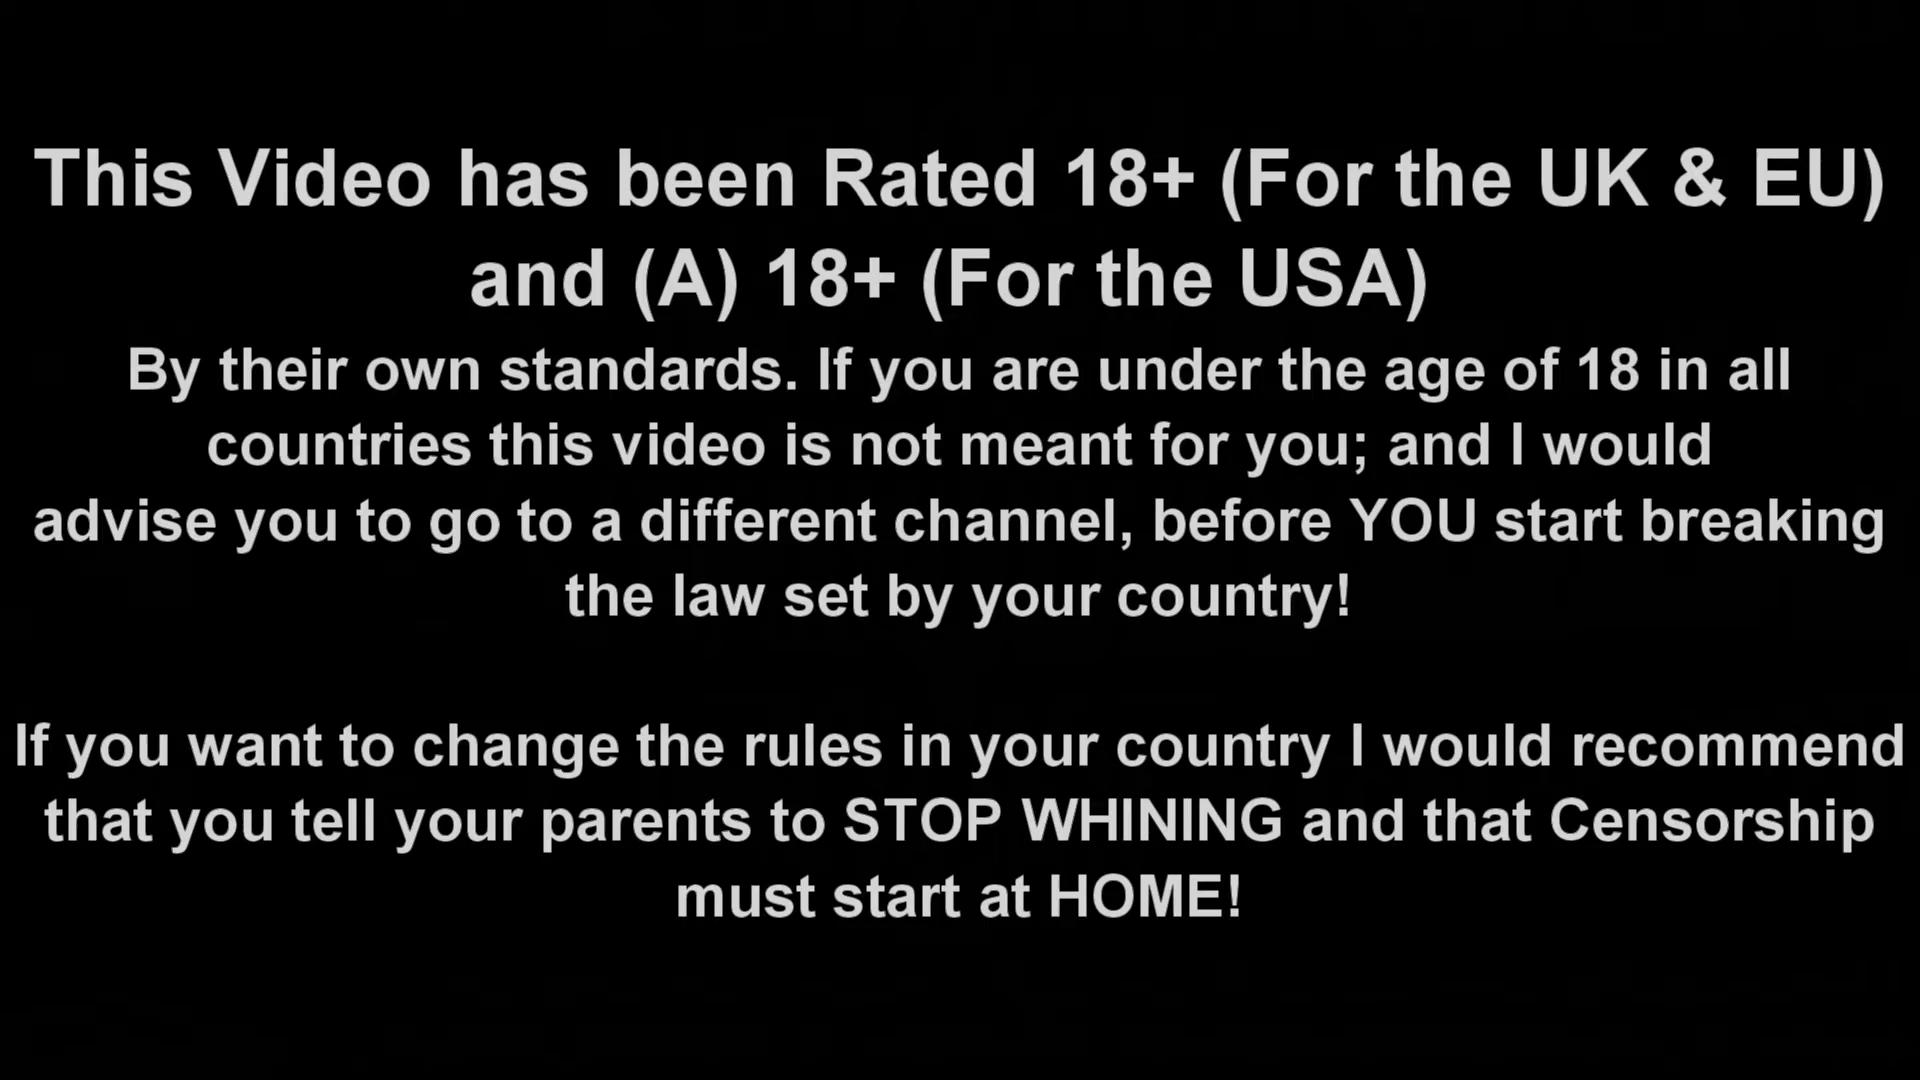 This Video has been Rated 18+ (For the UK & EU)
and (A) 18+ (For the USA)
By their own standards. If you are under the age of 18 in all
countries this video is not meant for you; and I would
advise you to go to a different channel, before YOU start breaking
the law set by your country!
If you want to change the rules in your country I would recommend
that you tell your parents to STOP WHINING and that Censorship
must start at HOME!